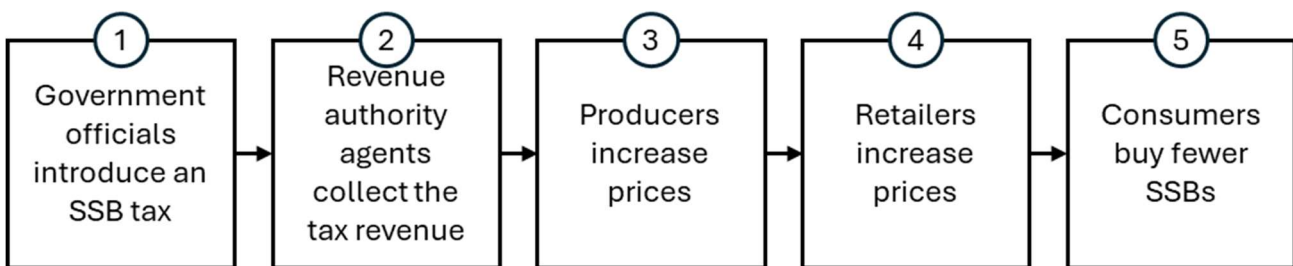 1
Government
officials
introduce an
SSB tax
2
Revenue
authority
agents
collect the
tax revenue
3
Producers
increase
prices
4
Retailers
increase
prices
5
Consumers
buy fewer
SSBs